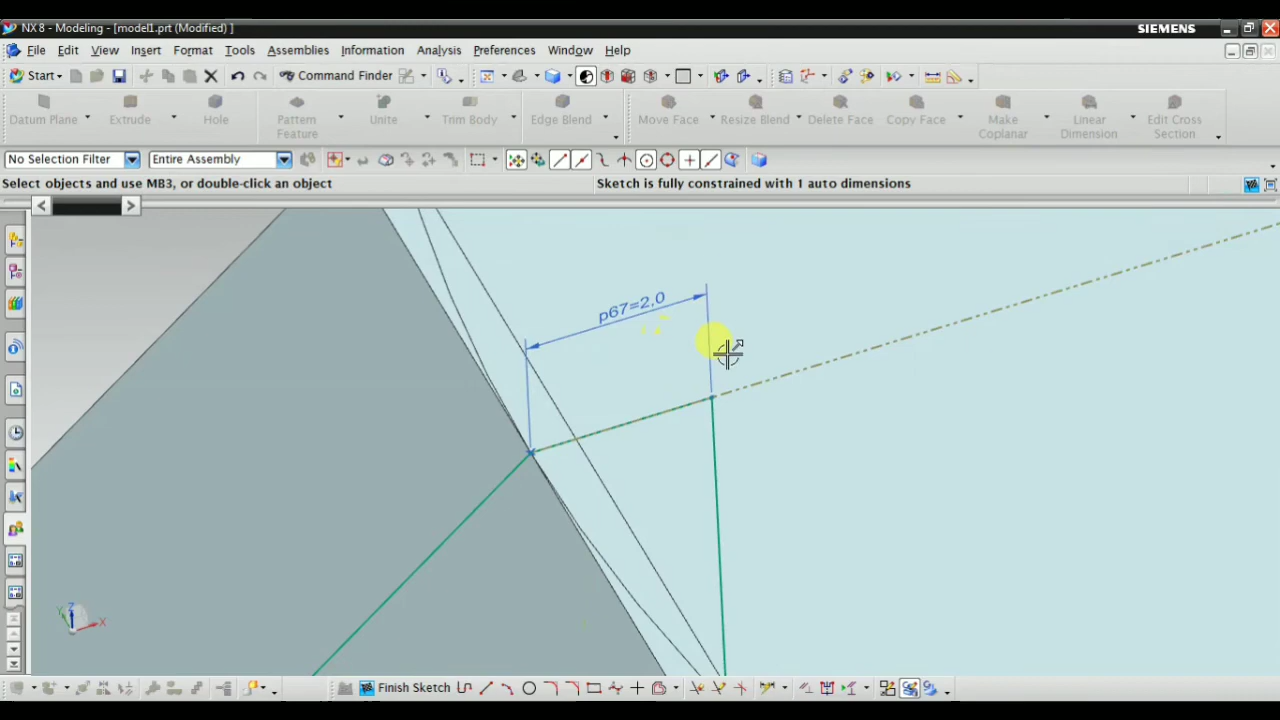 NX 8 - Modeling - [model1.prt (Modified) ]
SIEMENS
File Edit View Insert Format Tools Assemblies Information Analysis Preferences Window Help
Start Command Finder
Datum Plane Extrude Hole Pattern Feature Unite Trim Body Edge Blend Move Face Resize Blend Delete Face Copy Face Make Coplanar Linear Dimension Edit Cross Section
No Selection Filter Entire Assembly
Select objects and use MB3, or double-click an object
Sketch is fully constrained with 1 auto dimensions
p67=2,0
Z
Y
X
Finish Sketch